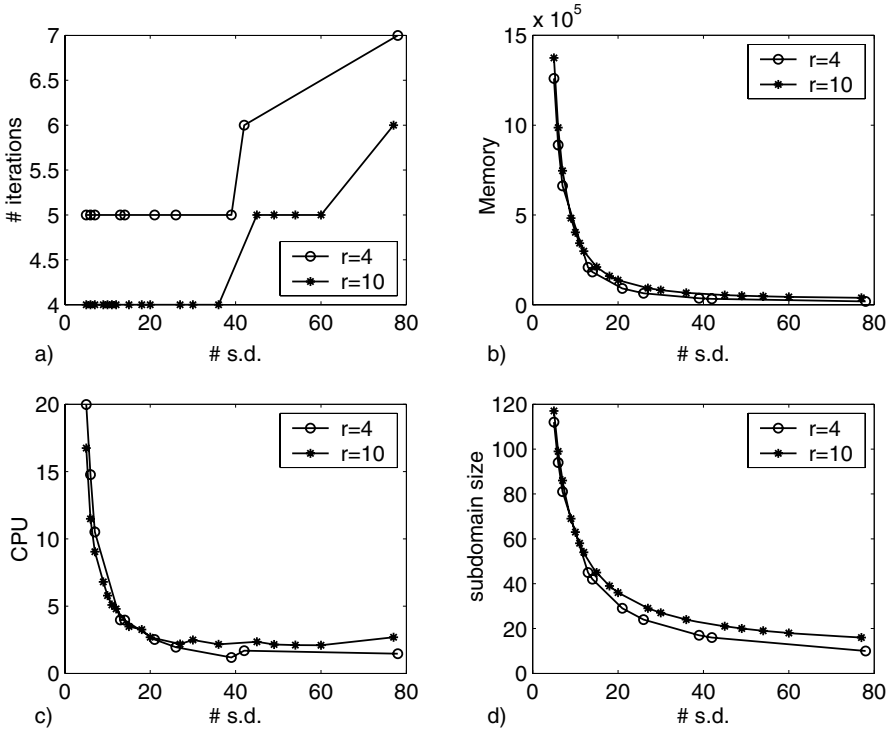 7
6.5
6
5.5
5
4.5
4
# iterations
r=4
r=10
0
20
40
60
80
a)
# s.d.
x 10^5
15
10
5
0
Memory
r=4
r=10
0
20
40
60
80
b)
# s.d.
20
15
10
5
0
CPU
r=4
r=10
0
20
40
60
80
c)
# s.d.
120
100
80
60
40
20
0
subdomain size
r=4
r=10
0
20
40
60
80
d)
# s.d.